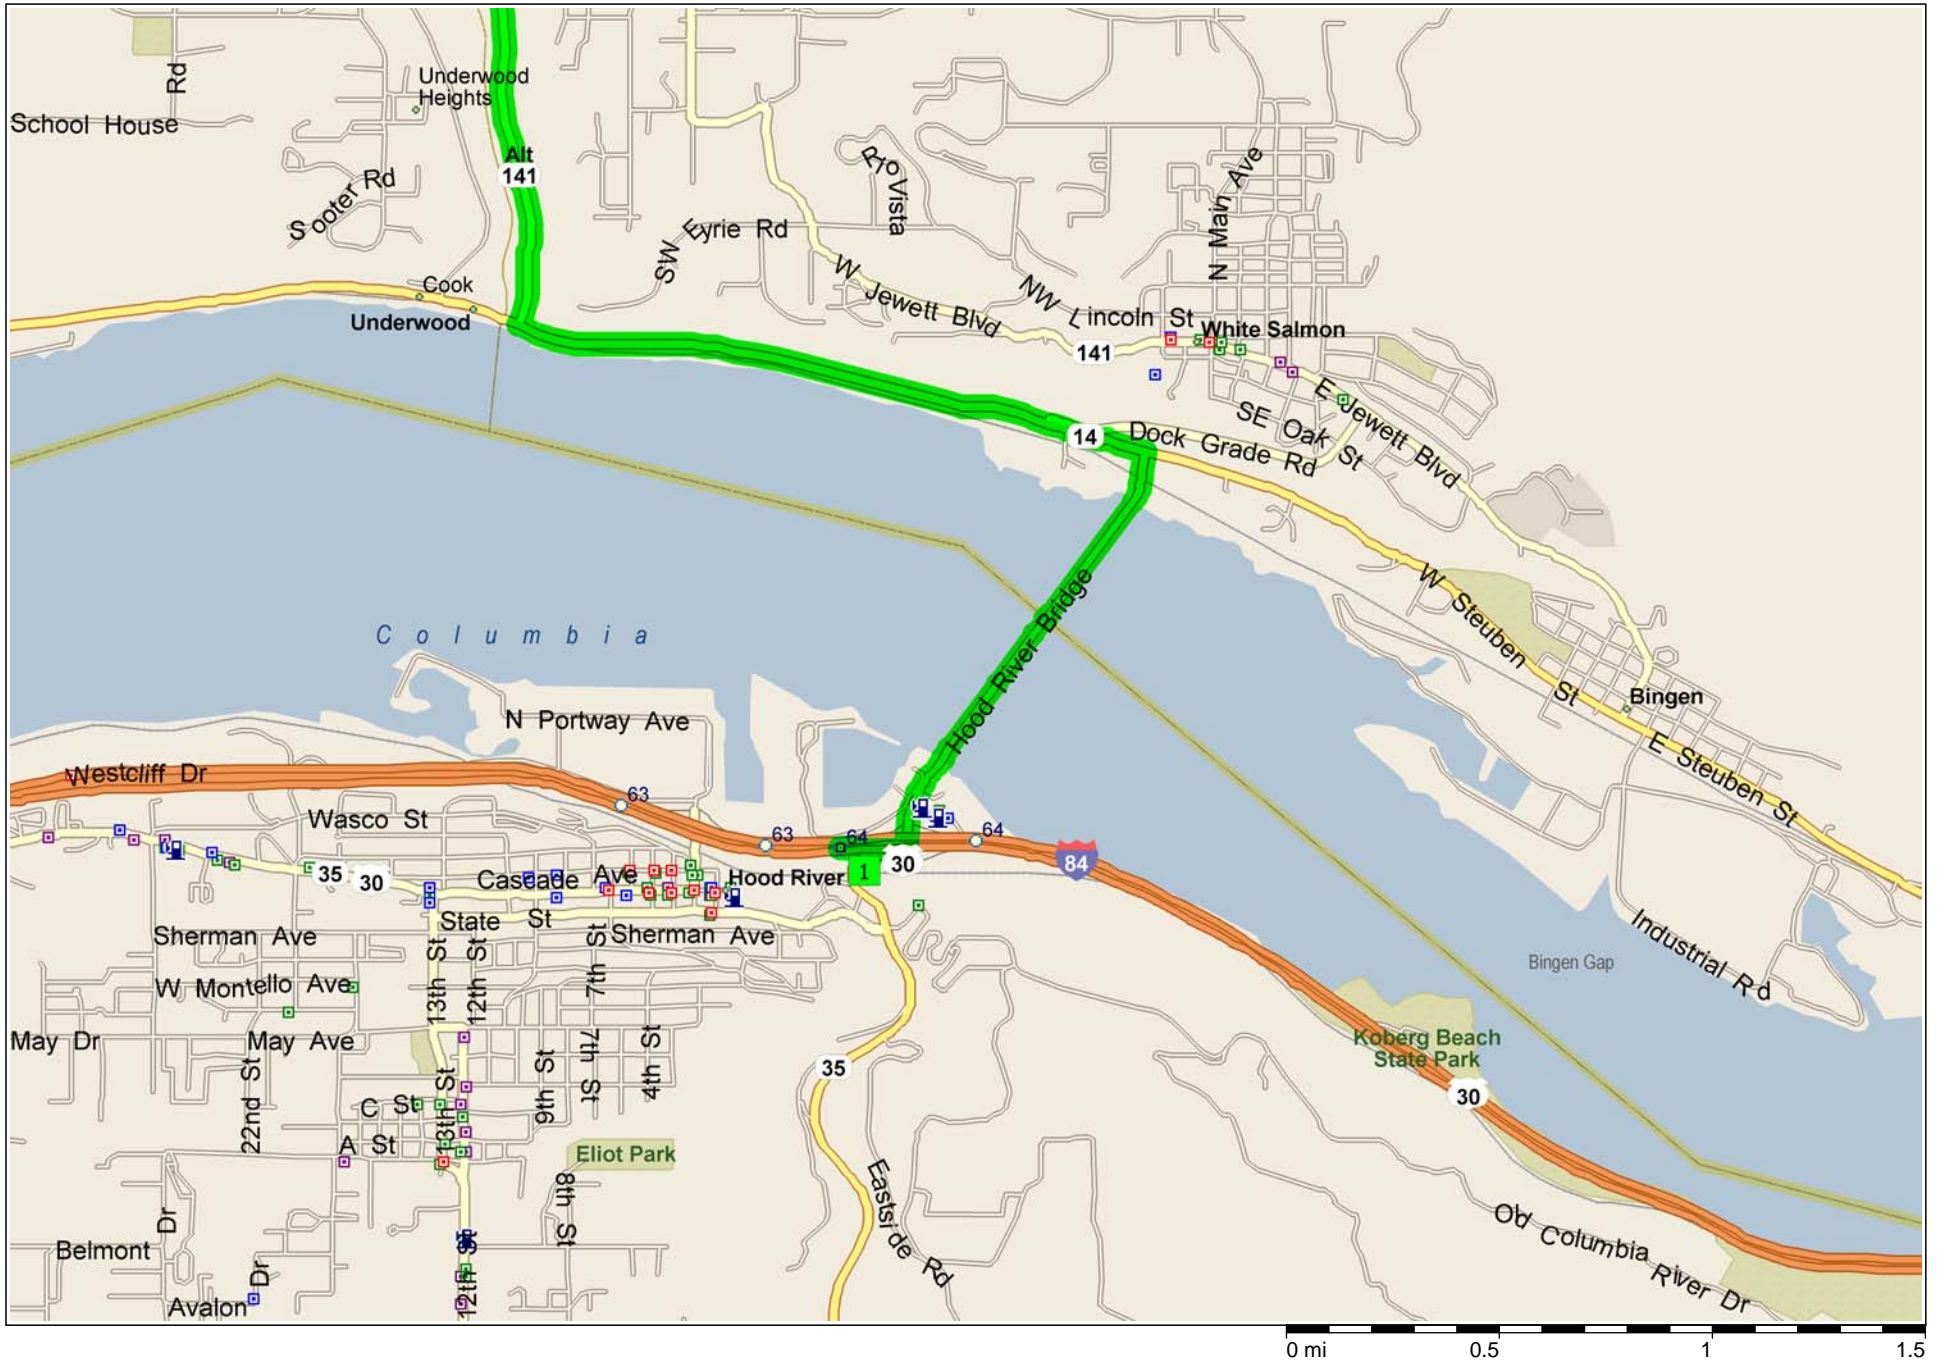 Underwood
Heights
Rd
School House
Alt
141
Rio Vista
N Main Ave
Sooter Rd
SW Eyrie Rd
W Jewett Blvd
NW Lincoln St
Cook
Underwood
White Salmon
141
E Jewett Blvd
SE Oak St
14
Dock Grade Rd
Columbia
Hood River Bridge
W Steuben St
Bingen
E Steuben St
N Portway Ave
Westcliff Dr
63
Wasco St
63
64
64
30
84
35
30
Cascade Ave
Hood River
1
State St
Sherman Ave
Sherman Ave
13th St
12th St
7th St
W Montello Ave
Industrial Rd
Bingen Gap
May Dr
May Ave
22nd St
7th St
9th St
4th St
35
Koberg Beach
State Park
30
C St
13th St
A St
Eliot Park
8th St
Eastside Rd
Dr
Belmont
Old Columbia River Dr
Dr
Avalon
12th St
0 mi
0.5
1
1.5